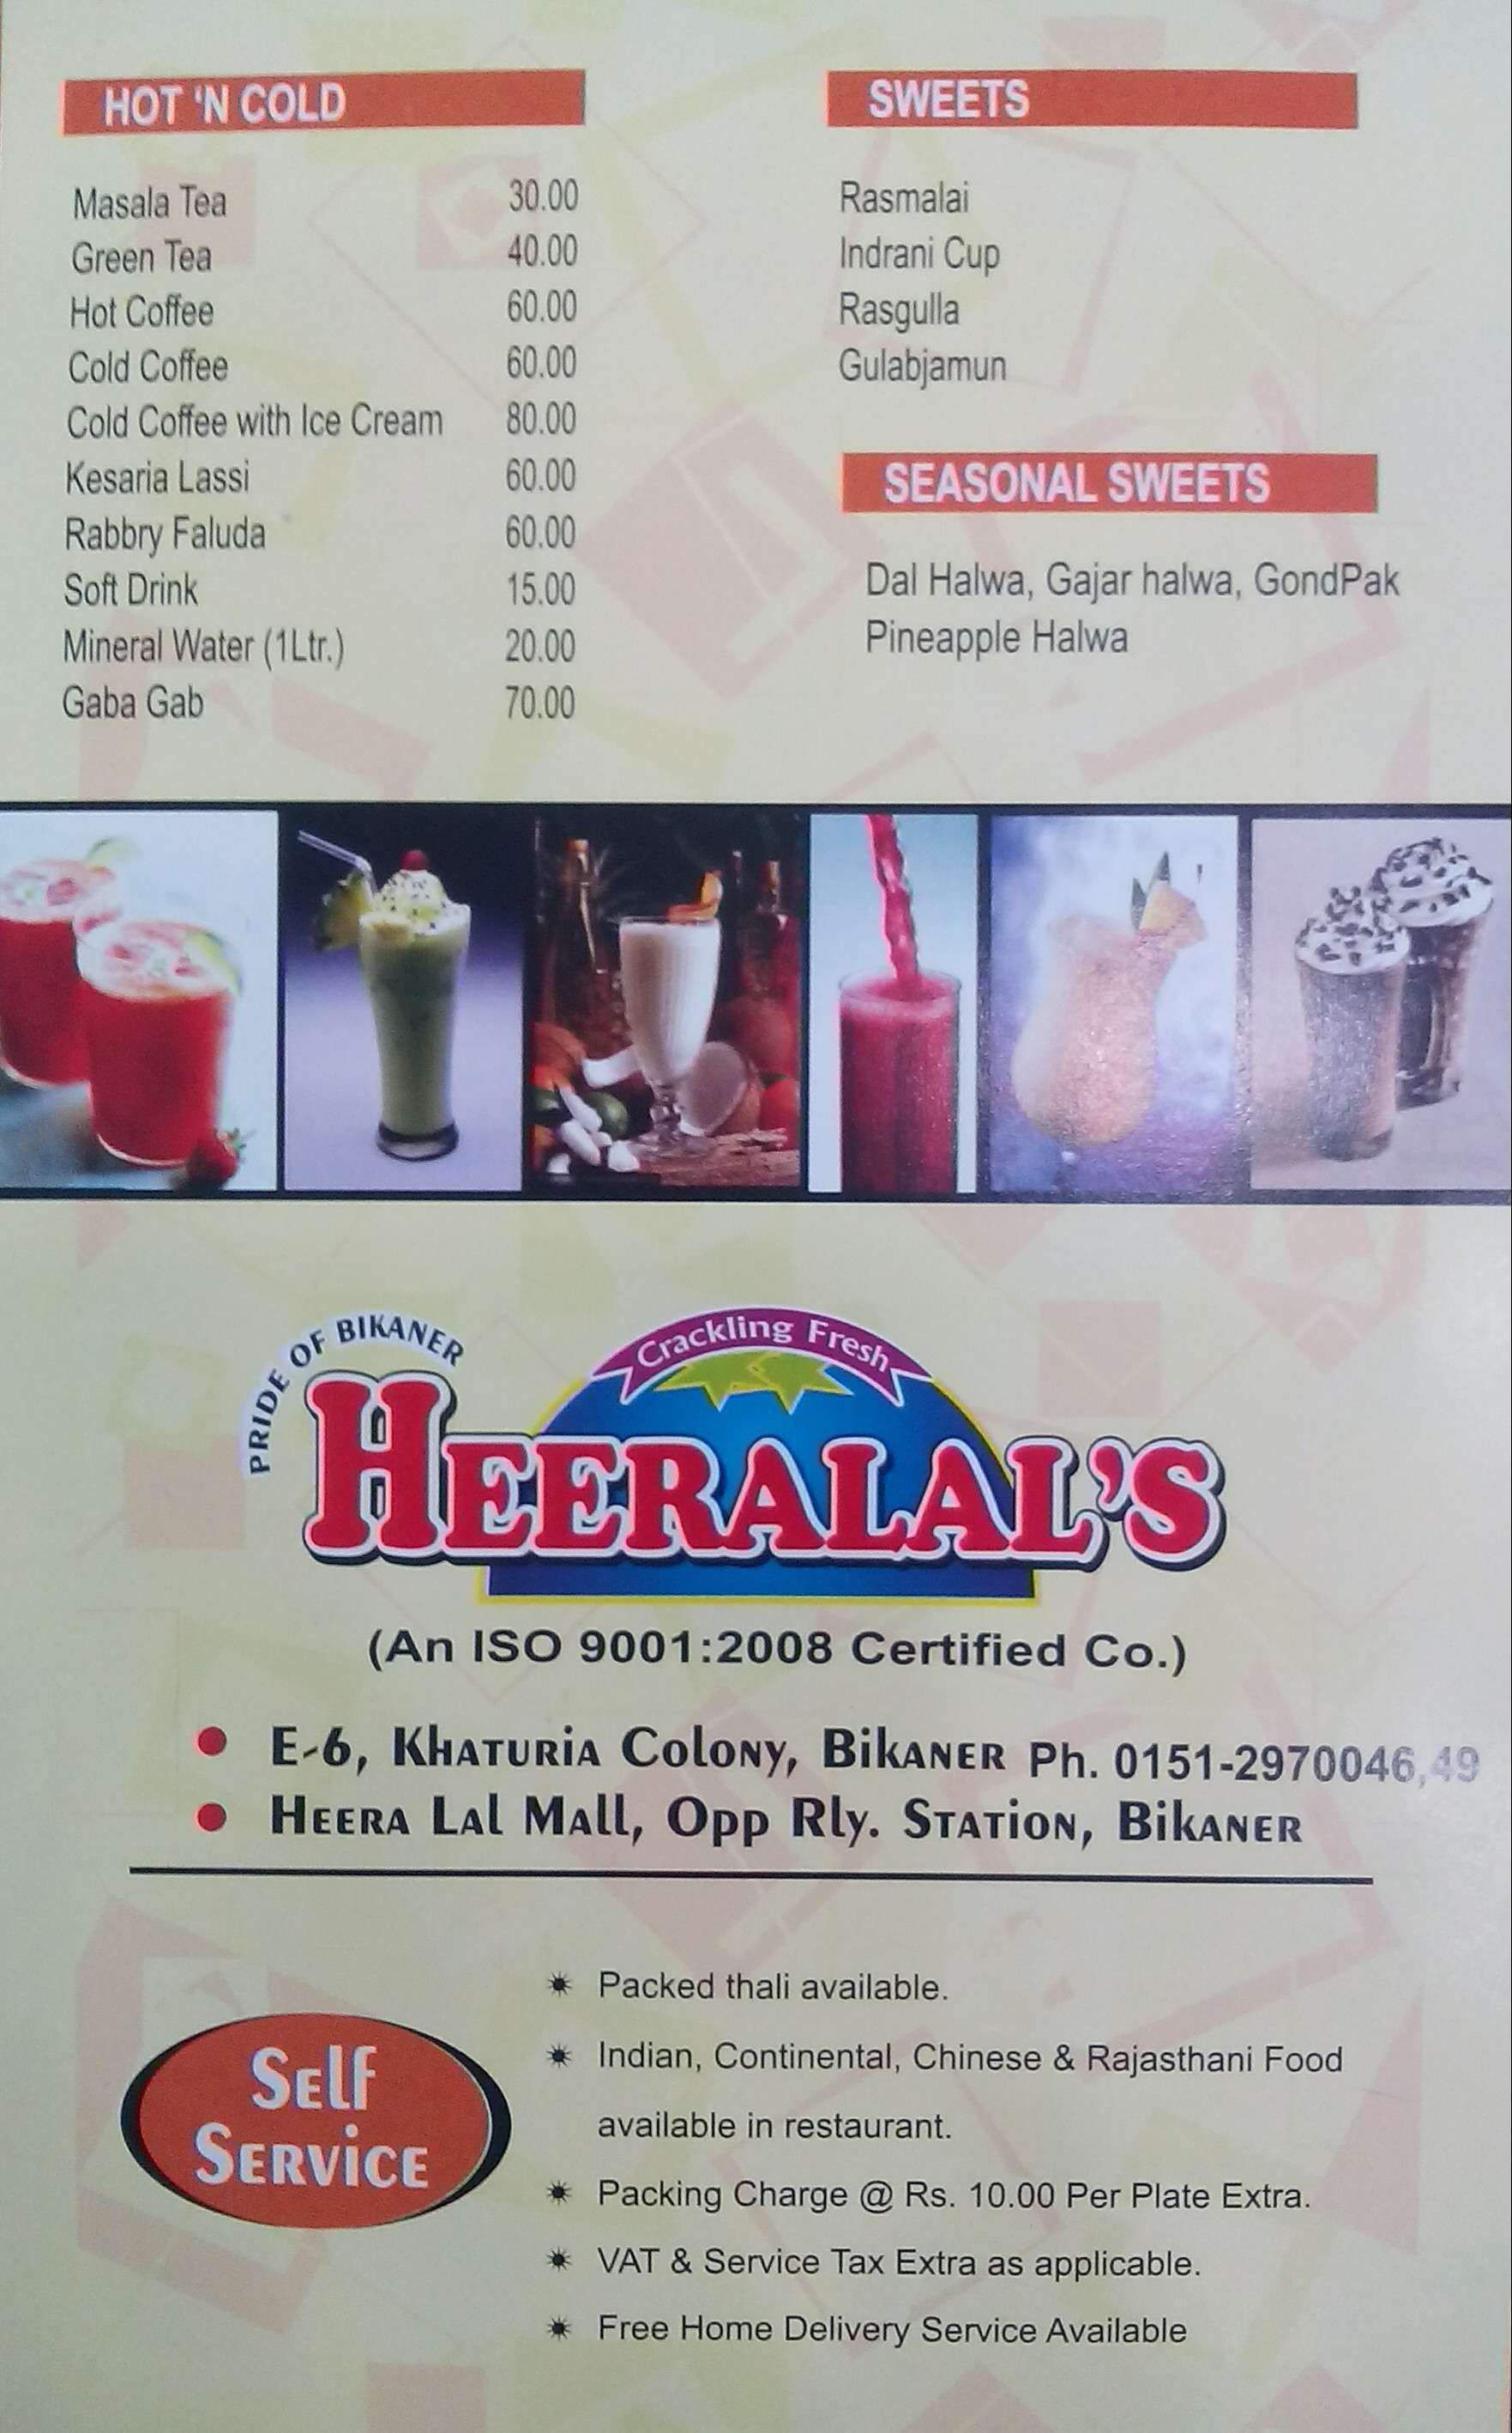 HOT 'N COLD
Masala Tea 30.00
Green Tea 40.00
Hot Coffee 60.00
Cold Coffee 60.00
Cold Coffee with Ice Cream 80.00
Kesaria Lassi 60.00
Rabbry Faluda 60.00
Soft Drink 15.00
Mineral Water (1Ltr.) 20.00
Gaba Gab 70.00
SWEETS
Rasmalai
Indrani Cup
Rasgulla
Gulabjamun
SEASONAL SWEETS
Dal Halwa, Gajar halwa, GondPak
Pineapple Halwa
PRIDE OF BIKANER
Crackling Fresh
HEERALAL'S
(An ISO 9001:2008 Certified Co.)
E-6, Khaturia Colony, Bikaner Ph. 0151-2970046,49
Heera Lal Mall, Opp Rly. Station, Bikaner
Self
Service
Packed thali available.
Indian, Continental, Chinese & Rajasthani Food
available in restaurant.
Packing Charge @ Rs. 10.00 Per Plate Extra.
VAT & Service Tax Extra as applicable.
Free Home Delivery Service Available